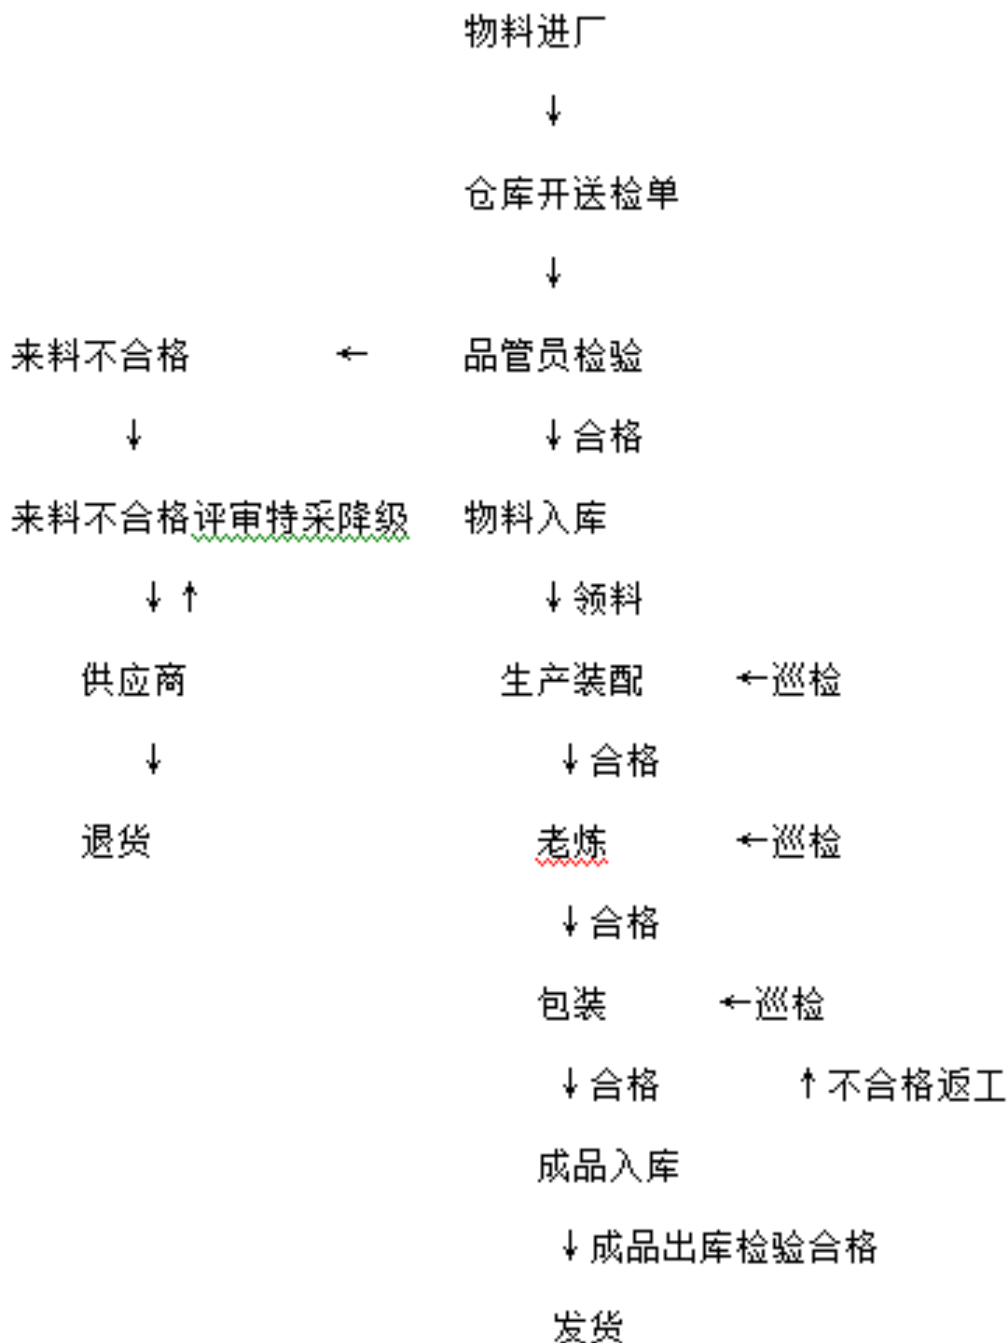 物料进厂
↓
仓库开送检单
↓
来料不合格 ← 品管员检验
↓ ↓合格
来料不合格评审特采降级 物料入库
↓↑ ↓领料
供应商 生产装配 ←巡检
↓ ↓合格
退货 老炼 ←巡检
↓合格
包装 ←巡检
↓合格 ↑不合格返工
成品入库
↓成品出库检验合格
发货